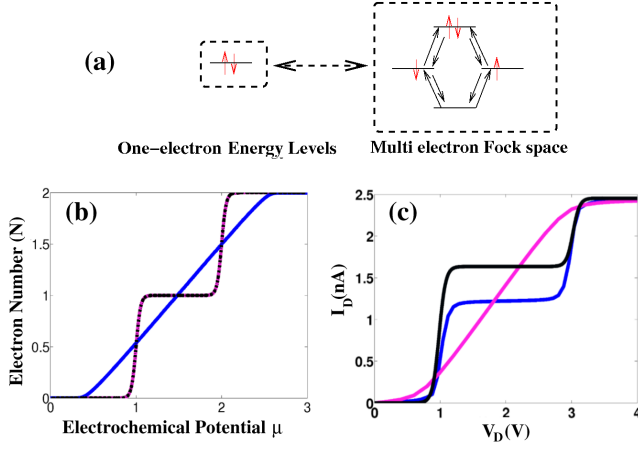 (a)
One-electron Energy Levels
Multi electron Fock space
(b)
Electron Number (N)
2
1.5
1
0.5
0
0 1 2 3
Electrochemical Potential μ
(c)
I_D(nA)
2.5
2
1.5
1
0.5
0
0 1 2 3 4
V_D(V)